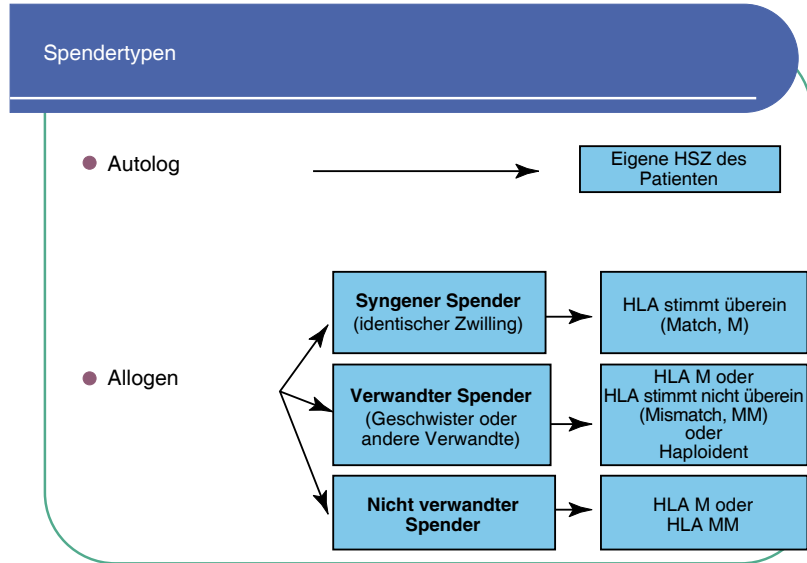 Spendertypen
Autolog
Eigene HSZ des
Patienten
Allogen
Syngener Spender
(identischer Zwilling)
HLA stimmt überein
(Match, M)
Verwandter Spender
(Geschwister oder
andere Verwandte)
HLA M oder
HLA stimmt nicht überein
(Mismatch, MM)
oder
Haploident
Nicht verwandter
Spender
HLA M oder
HLA MM